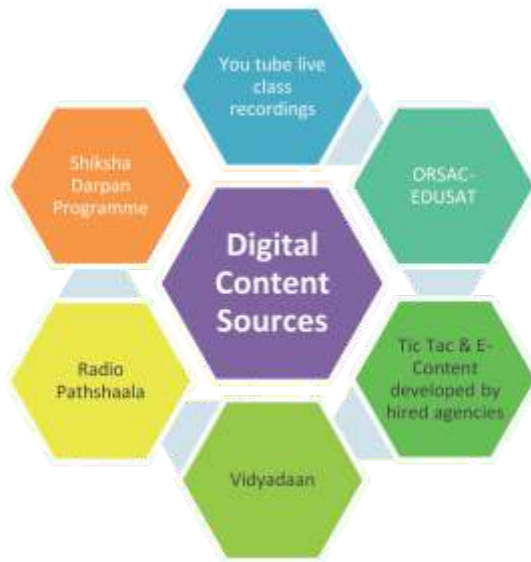 You tube live
class
recordings
Shiksha
Darpan
Programme
ORSAC-
EDUSAT
Digital
Content
Sources
Radio
Pathshaala
Tic Tac & E-
Content
developed by
hired agencies
Vidyadaan